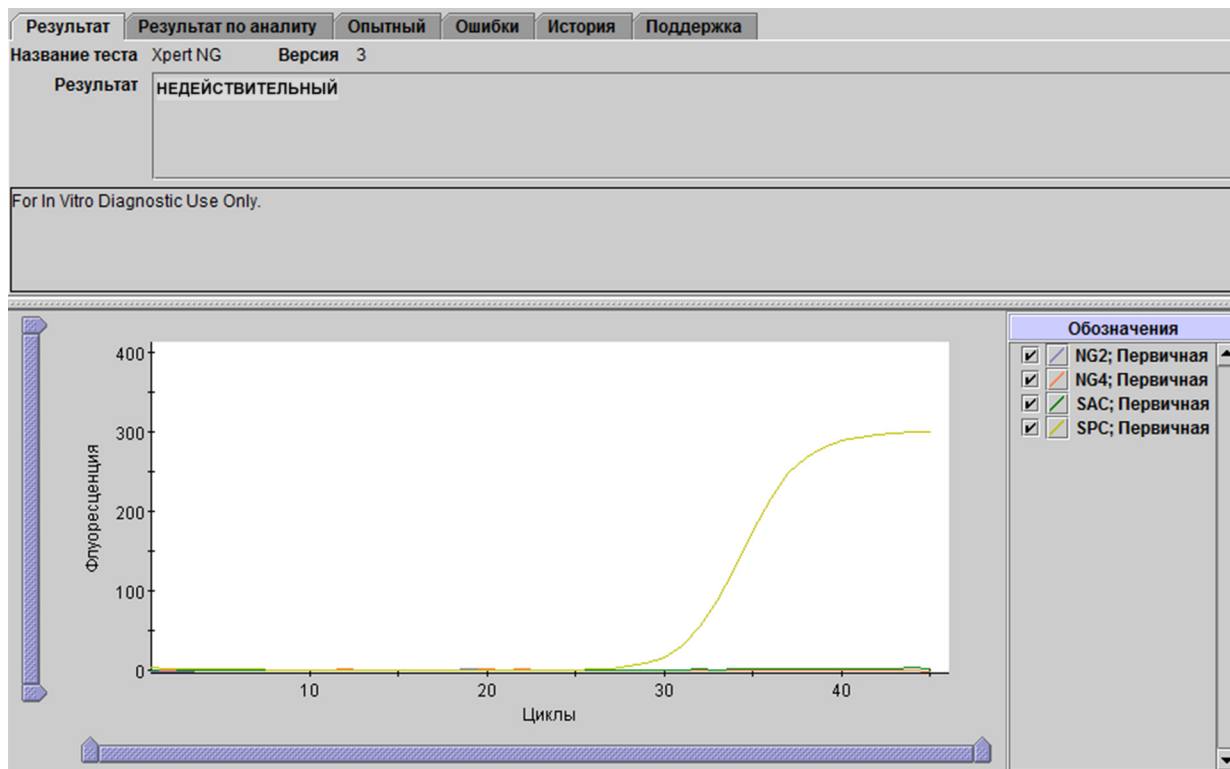 Результат Результат по аналиту Опытный Ошибки История Поддержка
Название теста Xpert NG Версия 3
Результат НЕДЕЙСТВИТЕЛЬНЫЙ
For In Vitro Diagnostic Use Only.
Обозначения
NG2; Первичная
NG4; Первичная
SAC; Первичная
SPC; Первичная
400
300
200
100
0
Флуоресценция
10 20 30 40
Циклы